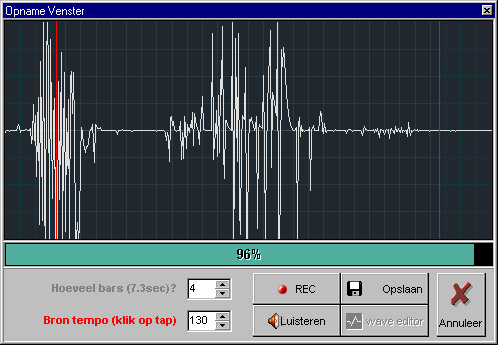 Opname Venster
96%
Hoeveel bars (7.3sec)? 4 REC Opslaan
Bron tempo (klik op tap) 130 Luisteren wave editor Annuleer